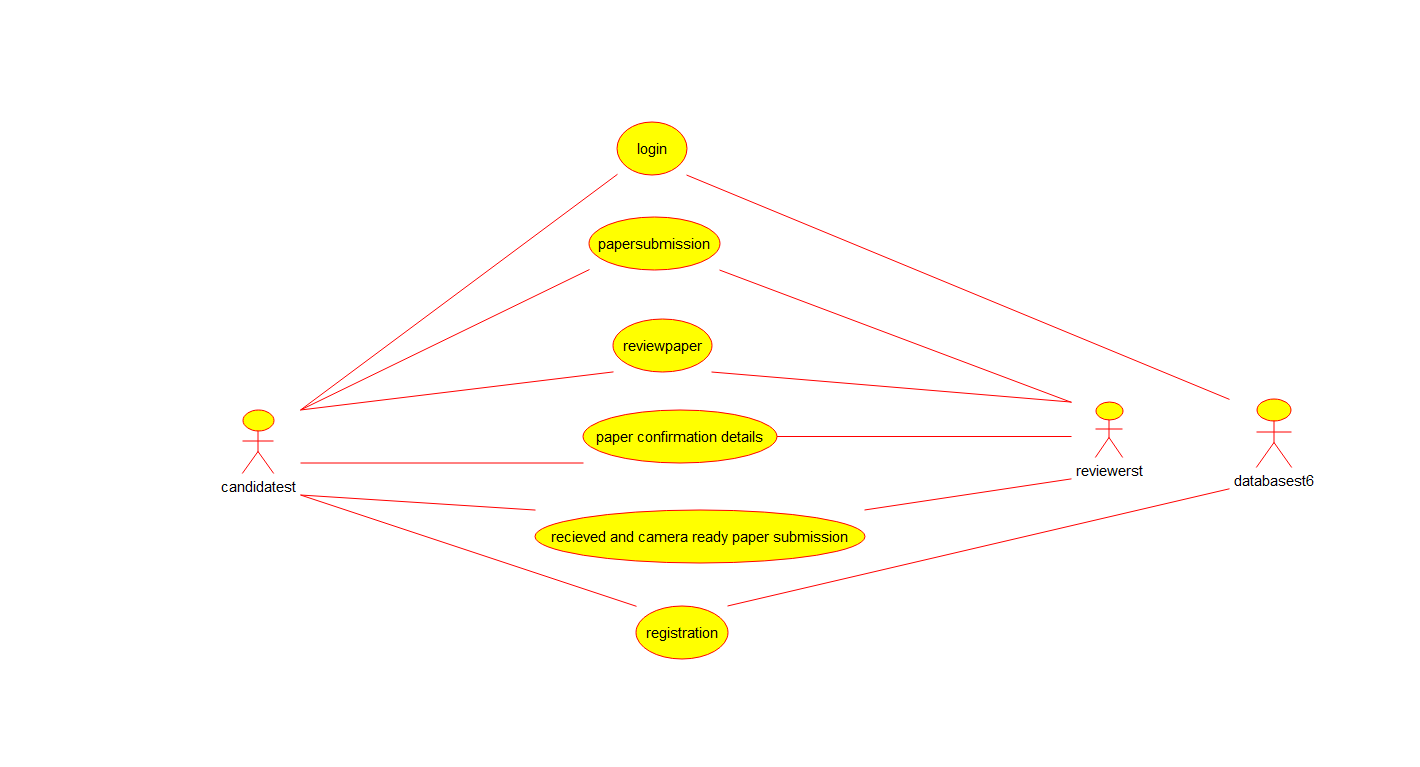 login
papersubmission
reviewpaper
paper confirmation details
candidatest
reviewerst
databasest6
recieved and camera ready paper submission
registration